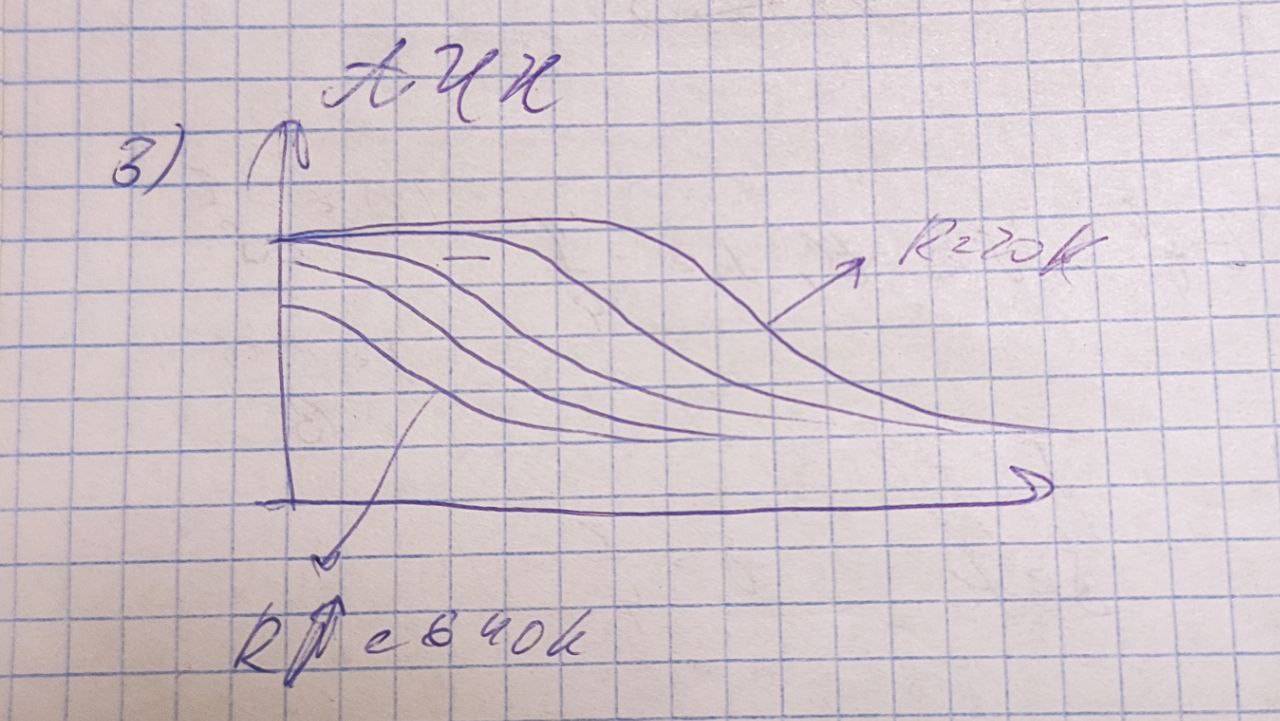 АЧХ
3)
R=20k
R⇑ = 640k